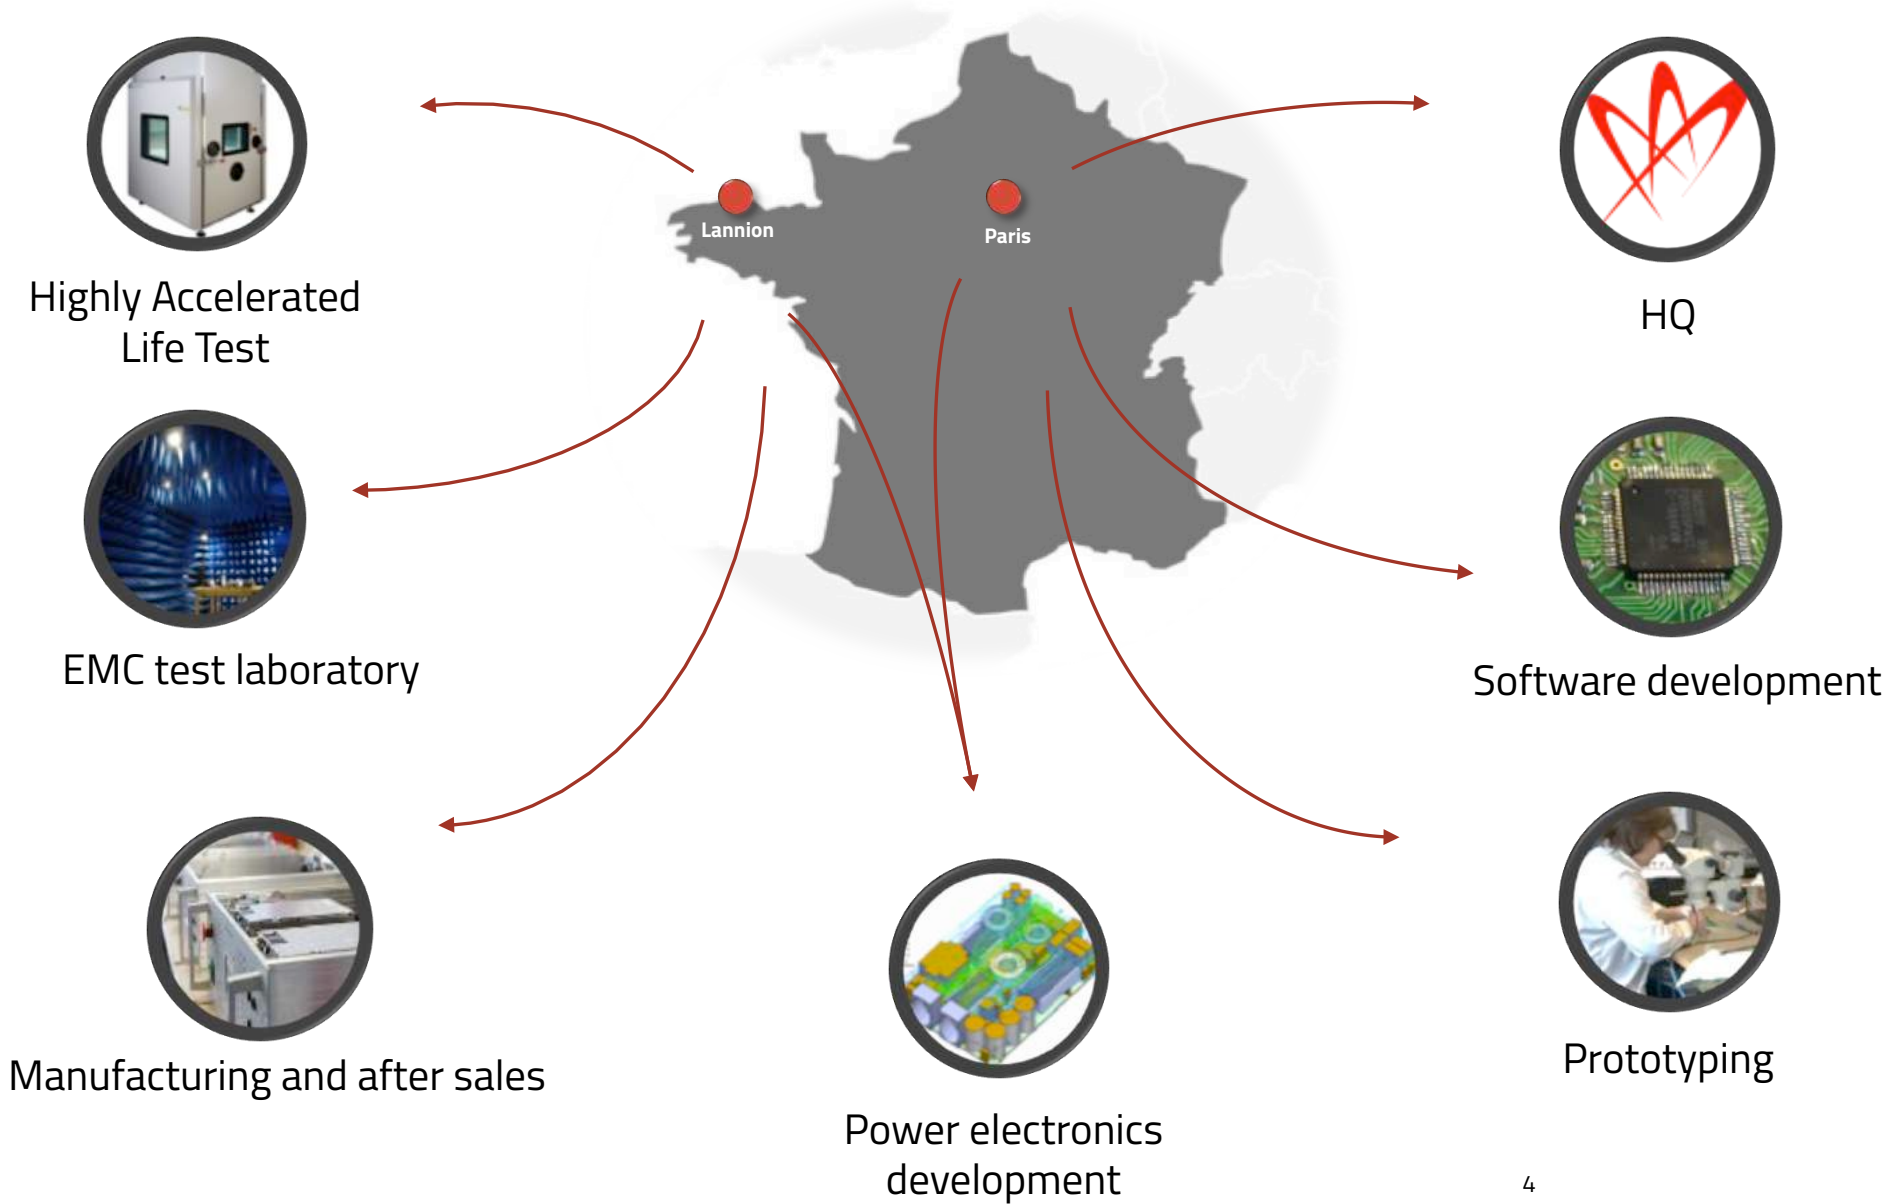 Lannion
Paris
Highly Accelerated
Life Test
HQ
EMC test laboratory
Software development
Manufacturing and after sales
Prototyping
Power electronics
development
4